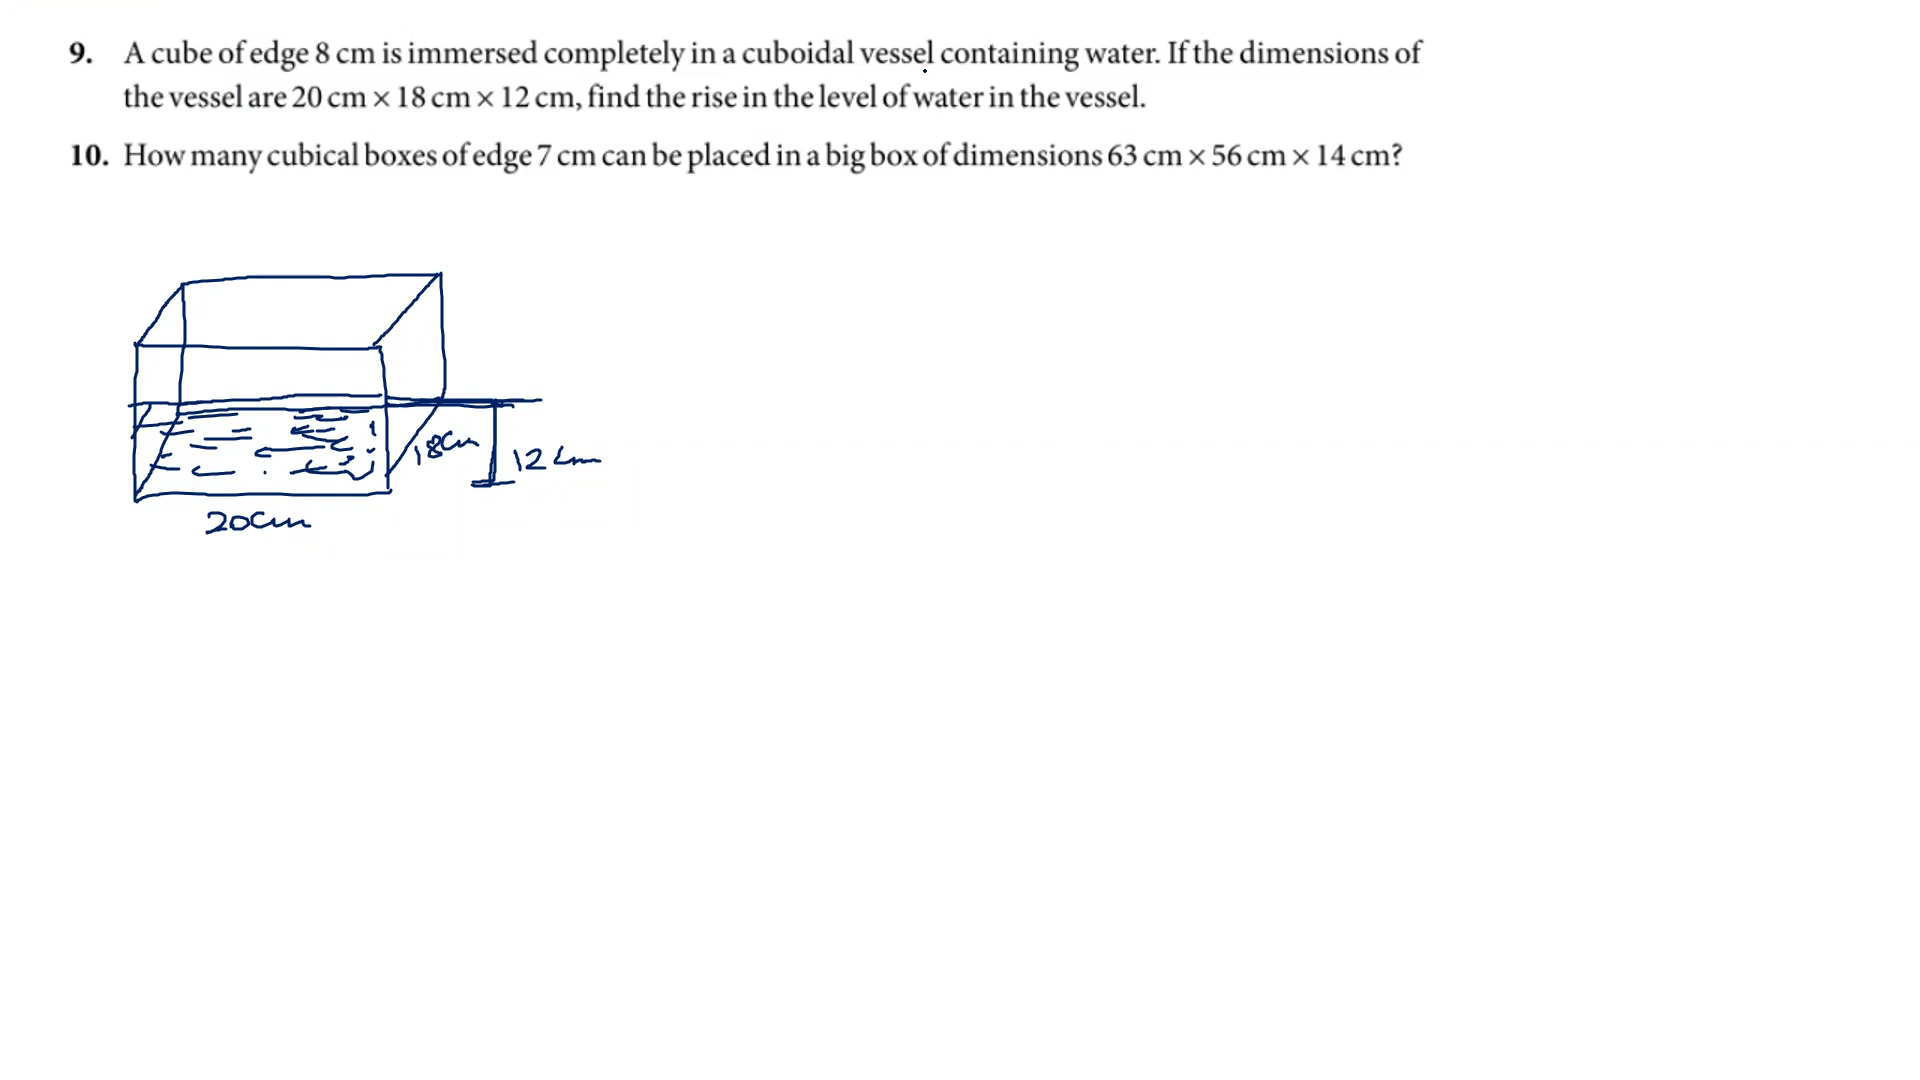 9. A cube of edge 8 cm is immersed completely in a cuboidal vessel containing water. If the dimensions of
the vessel are 20 cm × 18 cm × 12 cm, find the rise in the level of water in the vessel.
10. How many cubical boxes of edge 7 cm can be placed in a big box of dimensions 63 cm × 56 cm × 14 cm?
18cm
12cm
20cm